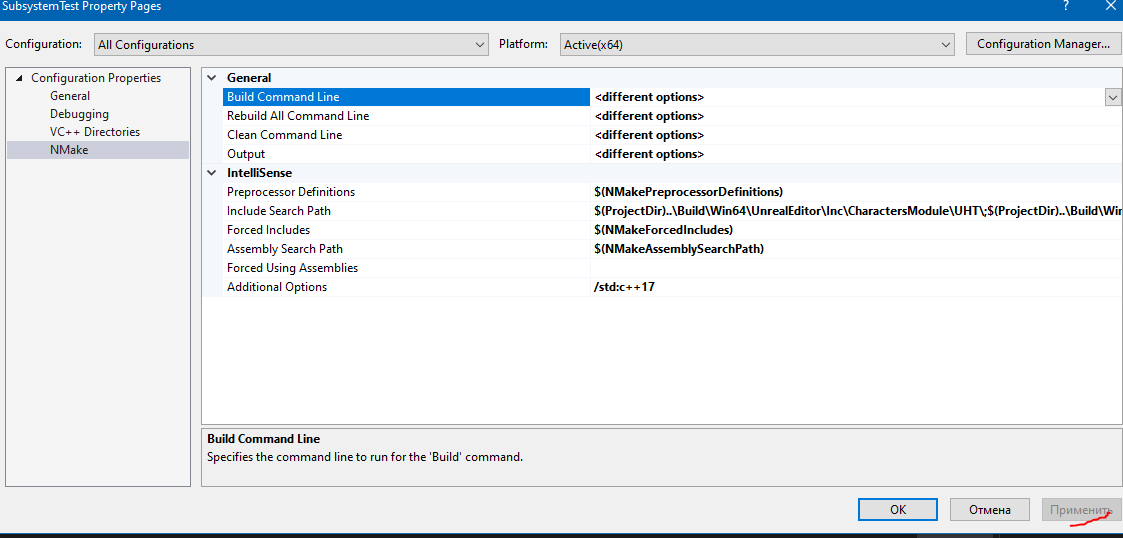 SubsystemTest Property Pages
Configuration: All Configurations Platform: Active(x64) Configuration Manager...
Configuration Properties
General
Debugging
VC++ Directories
NMake
General
Build Command Line <different options>
Rebuild All Command Line <different options>
Clean Command Line <different options>
Output <different options>
IntelliSense
Preprocessor Definitions $(NMakePreprocessorDefinitions)
Include Search Path $(ProjectDir)..\Build\Win64\UnrealEditor\Inc\CharactersModule\UHT\;$(ProjectDir)..\Build\Win
Forced Includes $(NMakeForcedIncludes)
Assembly Search Path $(NMakeAssemblySearchPath)
Forced Using Assemblies
Additional Options /std:c++17
Build Command Line
Specifies the command line to run for the 'Build' command.
OK Отмена Применить